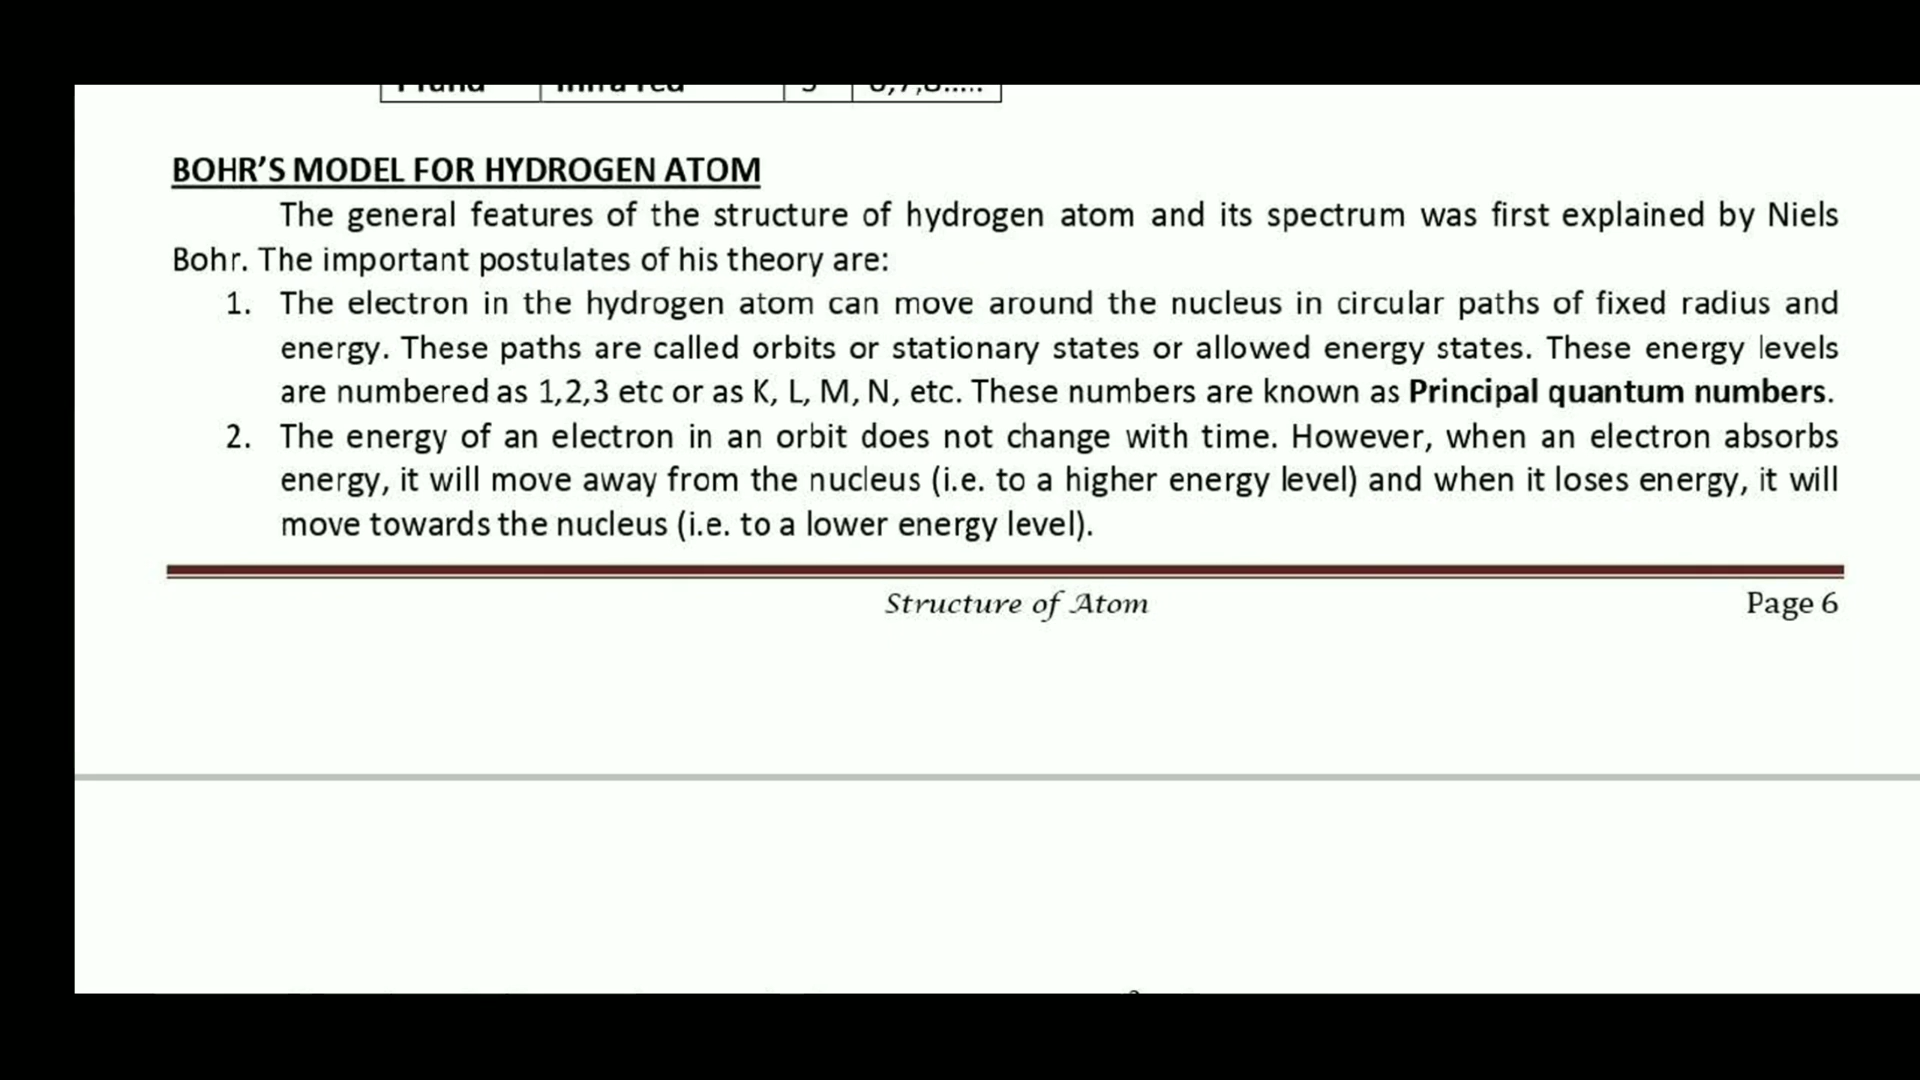 Pfund Infra red 5 6,7,8.....
BOHR’S MODEL FOR HYDROGEN ATOM
The general features of the structure of hydrogen atom and its spectrum was first explained by Niels
Bohr. The important postulates of his theory are:
1. The electron in the hydrogen atom can move around the nucleus in circular paths of fixed radius and
energy. These paths are called orbits or stationary states or allowed energy states. These energy levels
are numbered as 1,2,3 etc or as K, L, M, N, etc. These numbers are known as Principal quantum numbers.
2. The energy of an electron in an orbit does not change with time. However, when an electron absorbs
energy, it will move away from the nucleus (i.e. to a higher energy level) and when it loses energy, it will
move towards the nucleus (i.e. to a lower energy level).
Structure of Atom Page 6